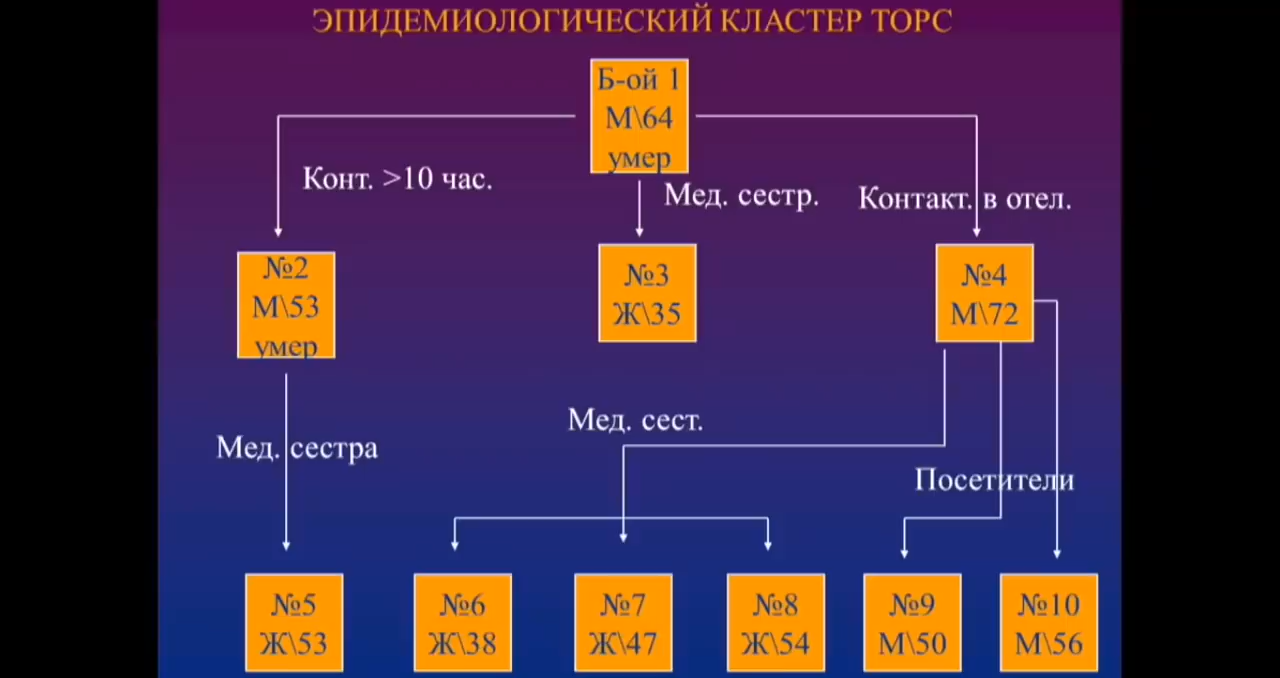 ЭПИДЕМИОЛОГИЧЕСКИЙ КЛАСТЕР ТОРС
Б-ой 1
М\64
умер
Конт. >10 час.
Мед. сестр.
Контакт. в отел.
№2
М\53
умер
№3
Ж\35
№4
М\72
Мед. сестра
Мед. сест.
Посетители
№5
Ж\53
№6
Ж\38
№7
Ж\47
№8
Ж\54
№9
М\50
№10
М\56